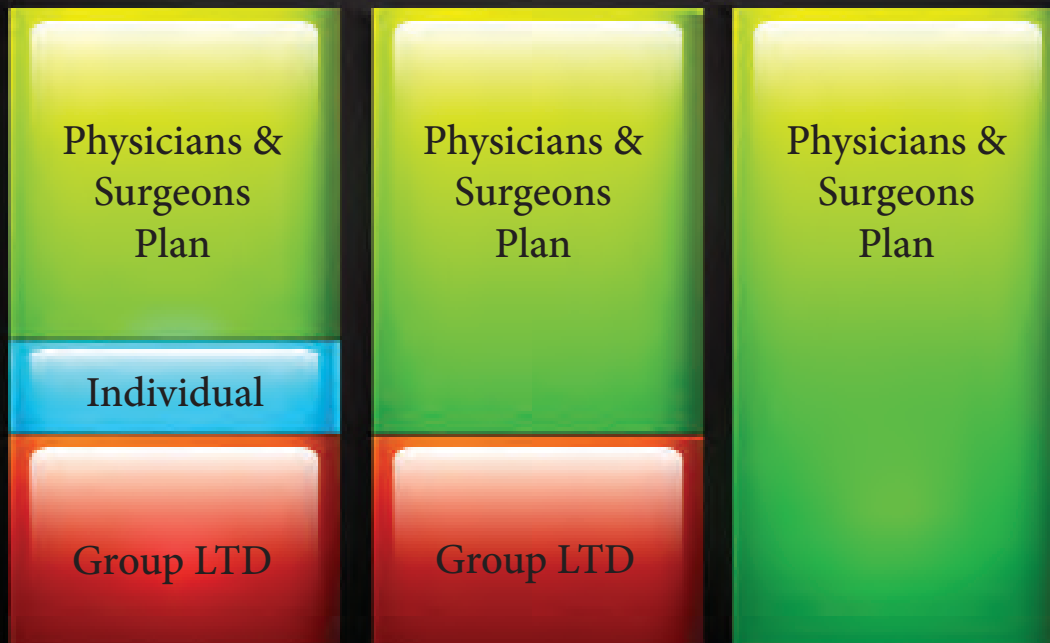 Physicians &
Surgeons
Plan
Individual
Group LTD
Physicians &
Surgeons
Plan
Group LTD
Physicians &
Surgeons
Plan